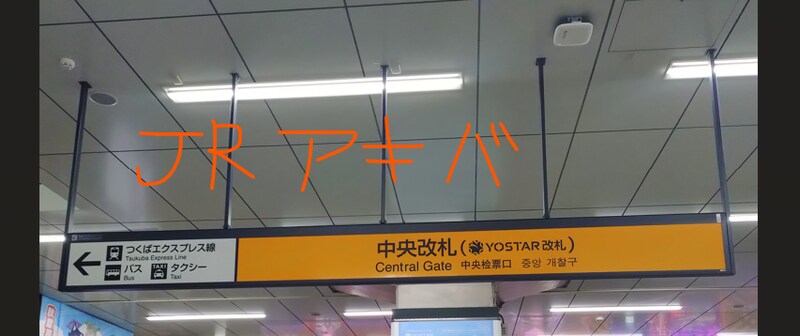 JR アキバ
つくばエクスプレス線
Tsukuba Express Line
バス
Bus
TAXI
タクシー
Taxi
中央改札(YOSTAR改札)
Central Gate 中央检票口 중앙 개찰구